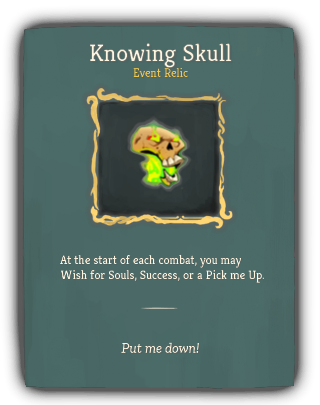 Knowing Skull
Event Relic
At the start of each combat, you may
Wish for Souls, Success, or a Pick me Up.
Put me down!